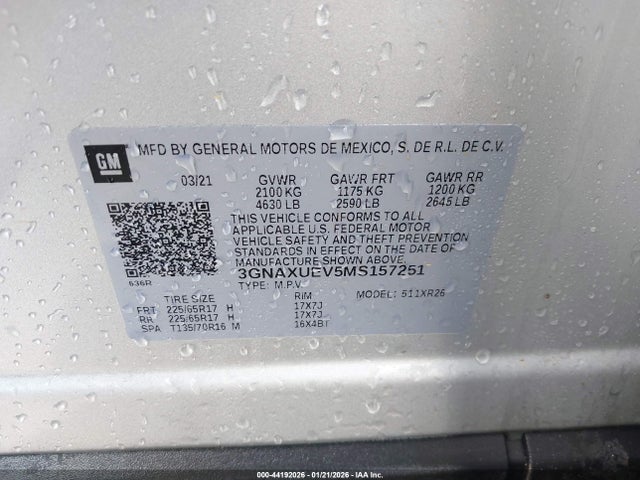 GM
MFD BY GENERAL MOTORS DE MEXICO, S. DE R.L. DE C.V.
03/21 GVWR GAWR FRT GAWR RR
2100 KG 1175 KG 1200 KG
4630 LB 2590 LB 2645 LB
THIS VEHICLE CONFORMS TO ALL
APPLICABLE U.S. FEDERAL MOTOR
VEHICLE SAFETY AND THEFT PREVENTION
STANDARDS IN EFFECT ON THE DATE OF
MANUFACTURE SHOWN ABOVE.
3GNAXUEV5MS157251
636R
TYPE: M.P.V. MODEL: 511XR26
TIRE SIZE RIM
FRT 225/65R17 H 17X7J
RR 225/65R17 H 17X7J
SPA T135/70R16 M 16X4BT
000-44192026 - 01/21/2026 - IAA Inc.